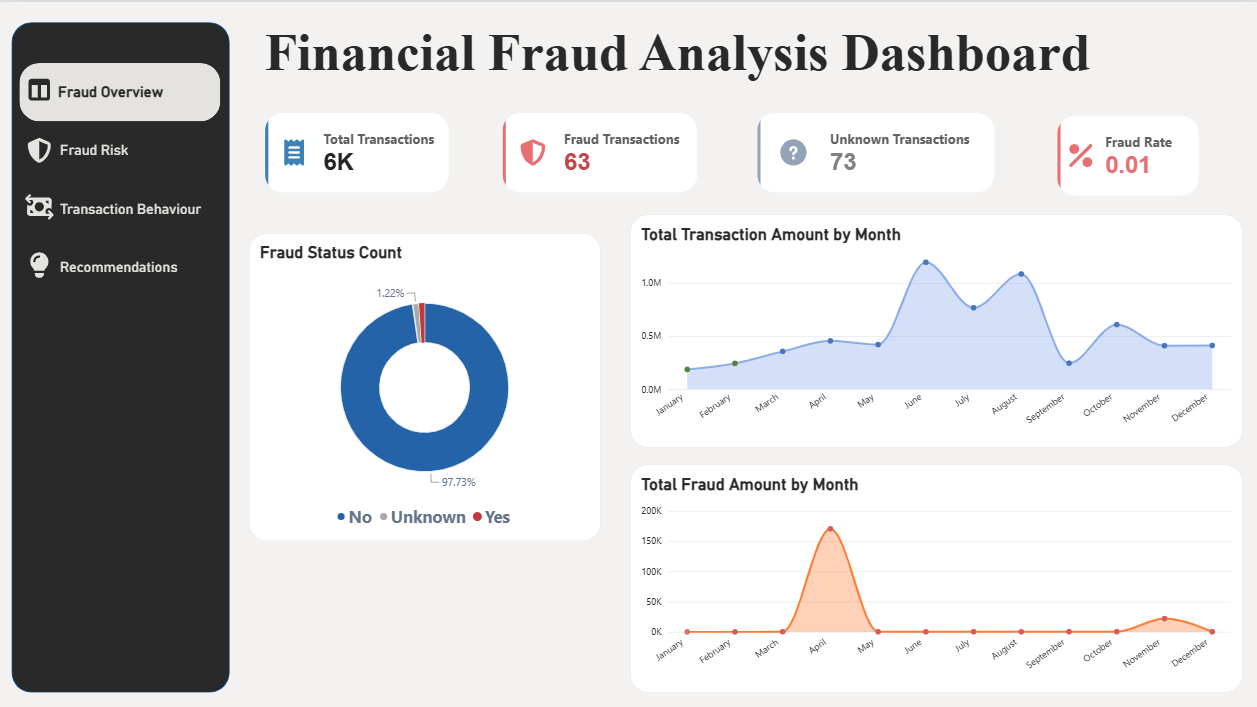 Financial Fraud Analysis Dashboard
Fraud Overview
Fraud Risk
Transaction Behaviour
Recommendations
Total Transactions
6K
Fraud Transactions
63
Unknown Transactions
73
?
Fraud Rate
0.01
%
Fraud Status Count
1.22%
97.73%
No Unknown Yes
Total Transaction Amount by Month
1.0M
0.5M
0.0M
January February March April May June July August September October November December
Total Fraud Amount by Month
200K
150K
100K
50K
0K
January February March April May June July August September October November December